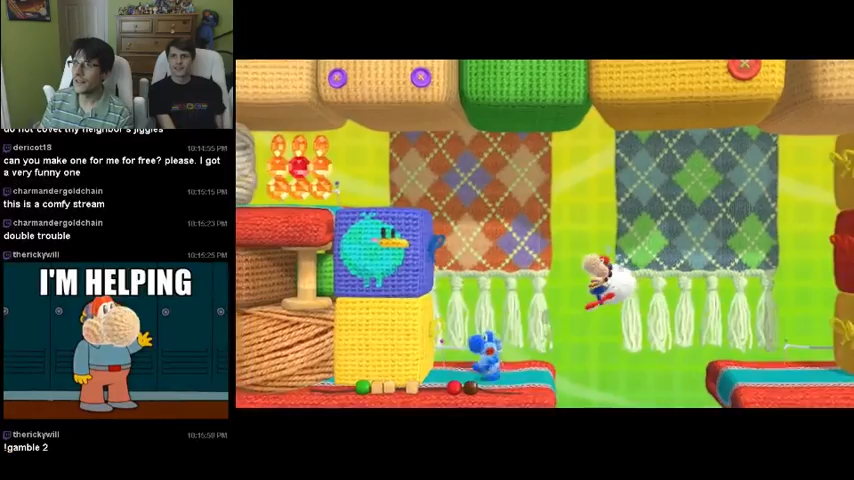 do not covet thy neighbor's jiggles
dericot18
10:14:55 PM
can you make one for me for free? please. I got
a very funny one
charmandergoldchain
10:15:15 PM
this is a comfy stream
charmandergoldchain
10:15:23 PM
double trouble
therickywill
10:15:25 PM
I'M HELPING
therickywill
10:15:59 PM
!gamble 2